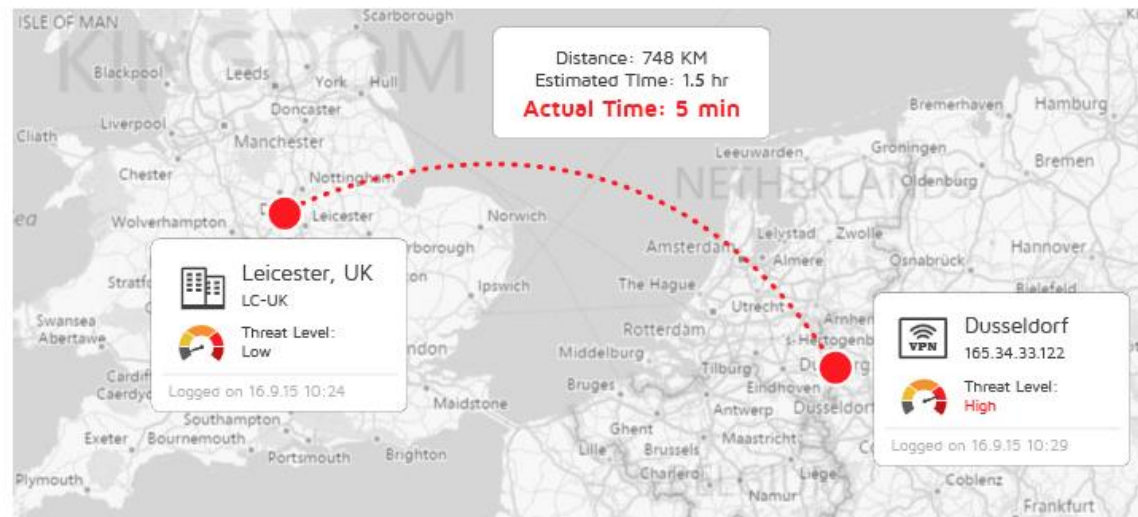 ISLE OF MAN
Scarborough
KINGDOM
Blackpool
Leeds
York
Hull
Doncaster
Liverpool
Manchester
Cliath
Chester
Nottingham
Leicester
Wolverhampton
Norwich
Ipswich
Distance: 748 KM
Estimated TIme: 1.5 hr
Actual Time: 5 min
Bremerhaven
Hamburg
Leeuwarden
Groningen
Bremen
NETHERLANDS
Oldenburg
Lelystad
Zwolle
Amsterdam
Almere
Osnabrück
Hannover
The Hague
Utrecht
Arnhem
Bielefeld
Rotterdam
's-Hertogenb
Middelburg
Tilburg
Eindhoven
Bruges
Antwerp
Dusseldorf
Ghent
Lille
Brussels
Maastricht
Charleroi
Liege
Namur
Coblenz
Frankfurt
Leicester, UK
LC-UK
Threat Level:
Low
Logged on 16.9.15 10:24
VPN
Dusseldorf
165.34.33.122
Threat Level:
High
Logged on 16.9.15 10:29
Swansea
Abertawe
Maidstone
Southampton
Exeter
Bournemouth
Portsmouth
Brighton
Plymouth